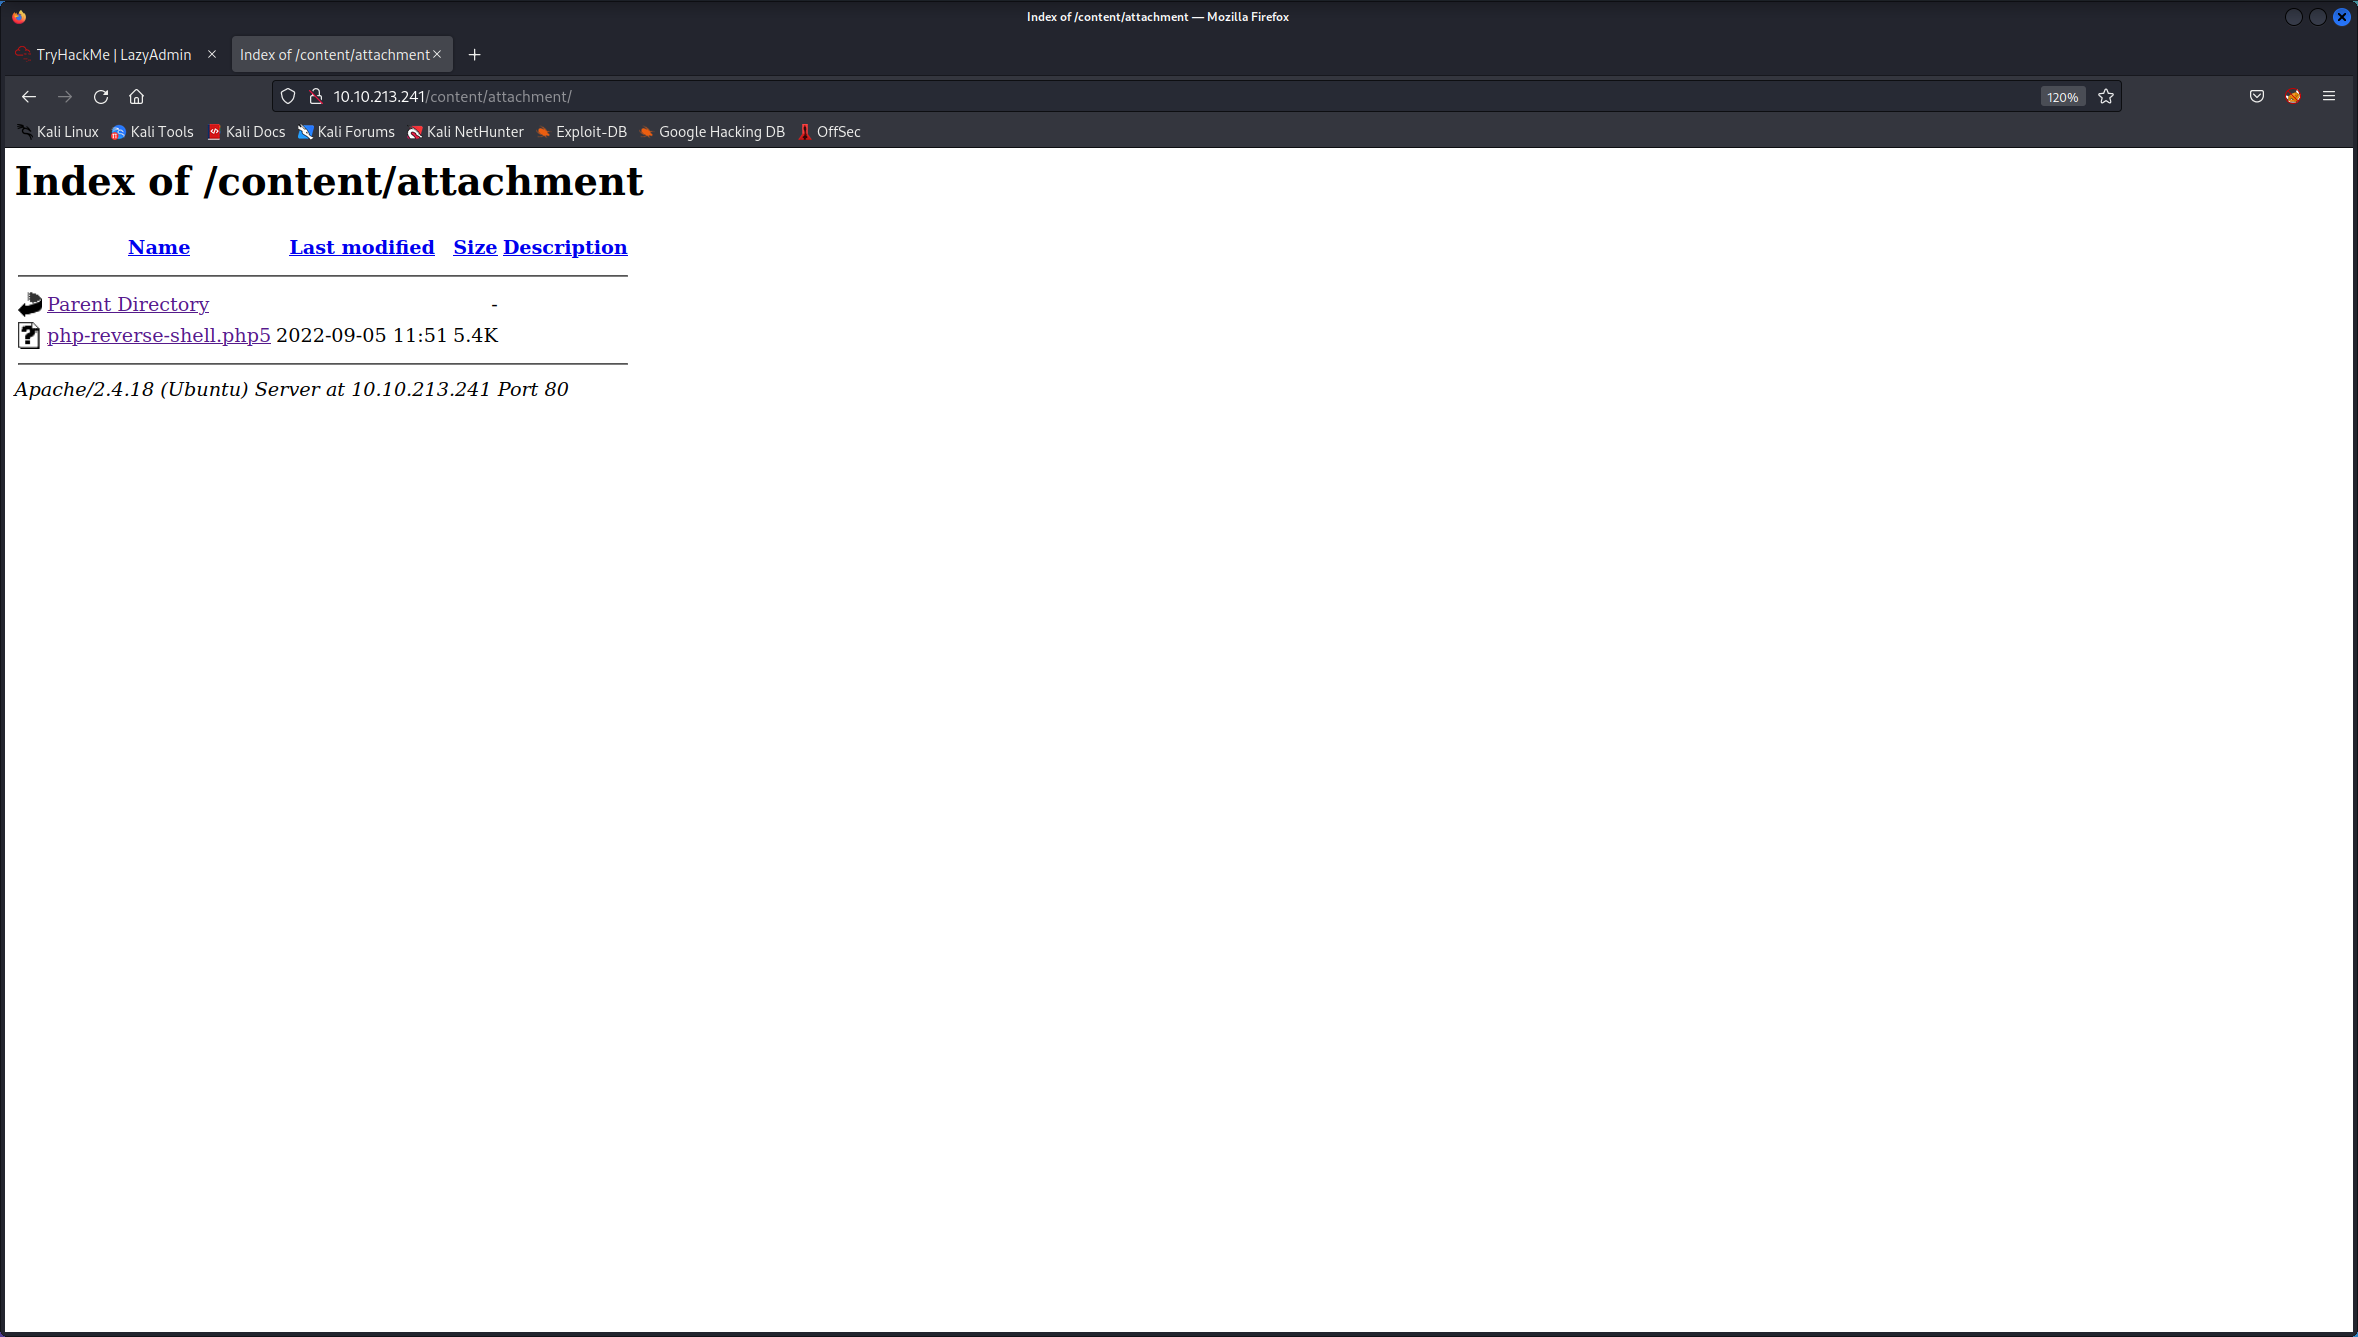 Index of /content/attachment — Mozilla Firefox
TryHackMe | LazyAdmin
Index of /content/attachment
10.10.213.241/content/attachment/ 120%
Kali Linux Kali Tools Kali Docs Kali Forums Kali NetHunter Exploit-DB Google Hacking DB OffSec
Index of /content/attachment
Name Last modified Size Description
Parent Directory -
php-reverse-shell.php5 2022-09-05 11:51 5.4K
Apache/2.4.18 (Ubuntu) Server at 10.10.213.241 Port 80